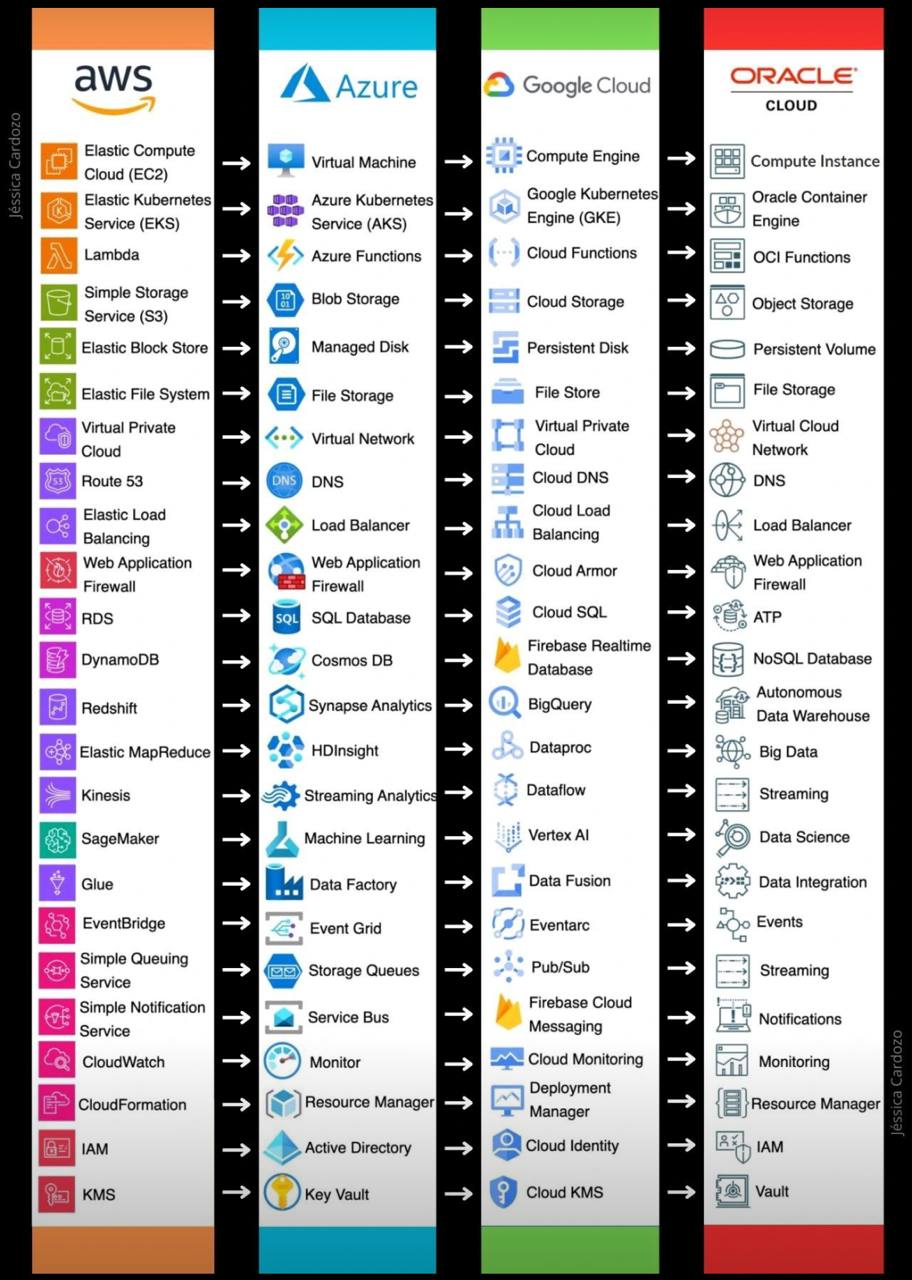 aws
Azure
Google Cloud
ORACLE
CLOUD
Jéssica Cardozo
Elastic Compute
Cloud (EC2)
Virtual Machine
Compute Engine
Compute Instance
Elastic Kubernetes
Service (EKS)
Azure Kubernetes
Service (AKS)
Google Kubernetes
Engine (GKE)
Oracle Container
Engine
Lambda
Azure Functions
Cloud Functions
OCI Functions
Simple Storage
Service (S3)
10
01
Blob Storage
Cloud Storage
Object Storage
Elastic Block Store
Managed Disk
Persistent Disk
Persistent Volume
Elastic File System
File Storage
File Store
File Storage
Virtual Private
Cloud
Virtual Network
Virtual Private
Cloud
Virtual Cloud
Network
53
Route 53
DNS
DNS
Cloud DNS
DNS
Elastic Load
Balancing
Load Balancer
Cloud Load
Balancing
Load Balancer
Web Application
Firewall
Web Application
Firewall
Cloud Armor
Web Application
Firewall
RDS
SQL
SQL Database
Cloud SQL
ATP
DynamoDB
Cosmos DB
Firebase Realtime
Database
NoSQL Database
Redshift
Synapse Analytics
BigQuery
Autonomous
Data Warehouse
Elastic MapReduce
HDInsight
Dataproc
Big Data
Kinesis
Streaming Analytics
Dataflow
Streaming
SageMaker
Machine Learning
Vertex AI
Data Science
Glue
Data Factory
Data Fusion
Data Integration
EventBridge
Event Grid
Eventarc
Events
Simple Queuing
Service
Storage Queues
Pub/Sub
Streaming
Simple Notification
Service
Service Bus
Firebase Cloud
Messaging
Notifications
CloudWatch
Monitor
Cloud Monitoring
Monitoring
CloudFormation
Resource Manager
Deployment
Manager
Resource Manager
IAM
Active Directory
Cloud Identity
IAM
KMS
Key Vault
Cloud KMS
Vault
Jéssica Cardozo